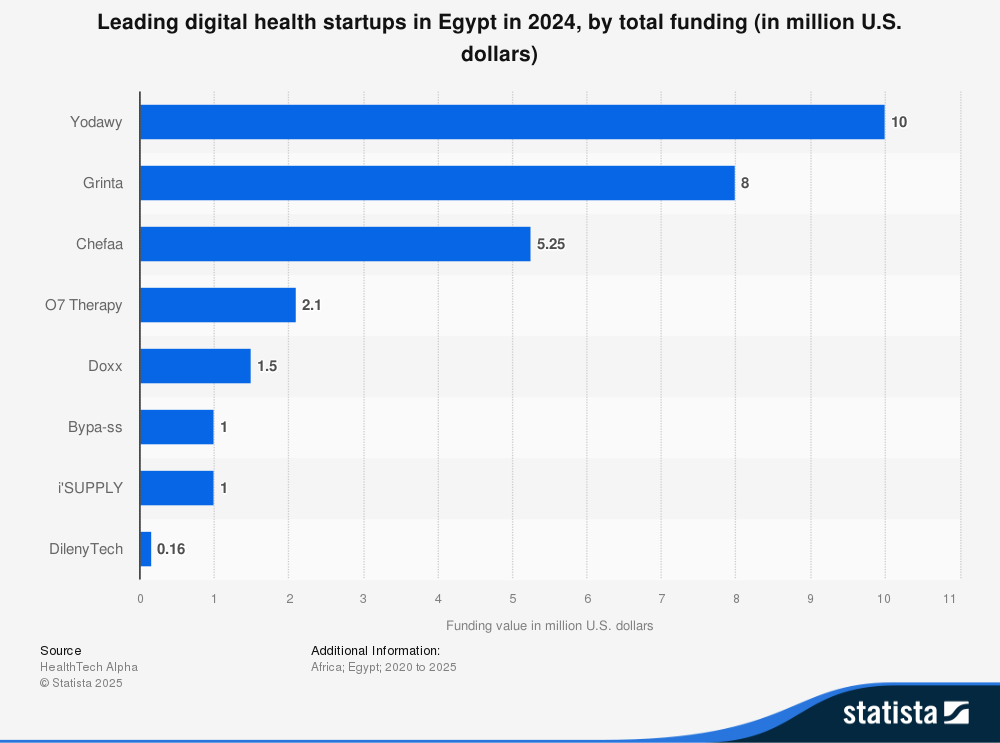 Leading digital health startups in Egypt in 2024, by total funding (in million U.S.
dollars)
Yodawy 10
Grinta 8
Chefaa 5.25
O7 Therapy 2.1
Doxx 1.5
Bypa-ss 1
i'SUPPLY 1
DilenyTech 0.16
0 1 2 3 4 5 6 7 8 9 10 11
Funding value in million U.S. dollars
Source
HealthTech Alpha
© Statista 2025
Additional Information:
Africa; Egypt; 2020 to 2025
statista